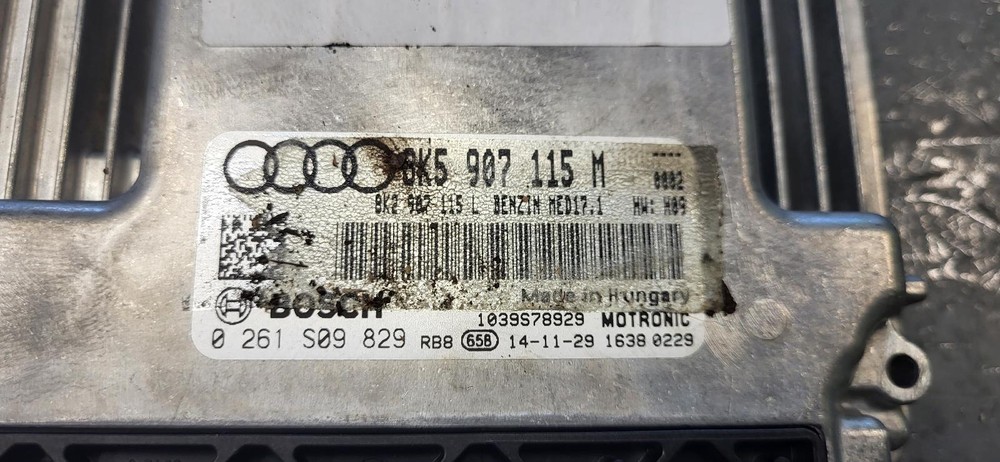 8K5 907 115 M
0002
8K2 907 115 L BENZIN MED17.1 HW: H09
BOSCH
Made in Hungary
1039S78929 MOTRONIC
0 261 S09 829 RB8 658 14-11-29 1638 0229